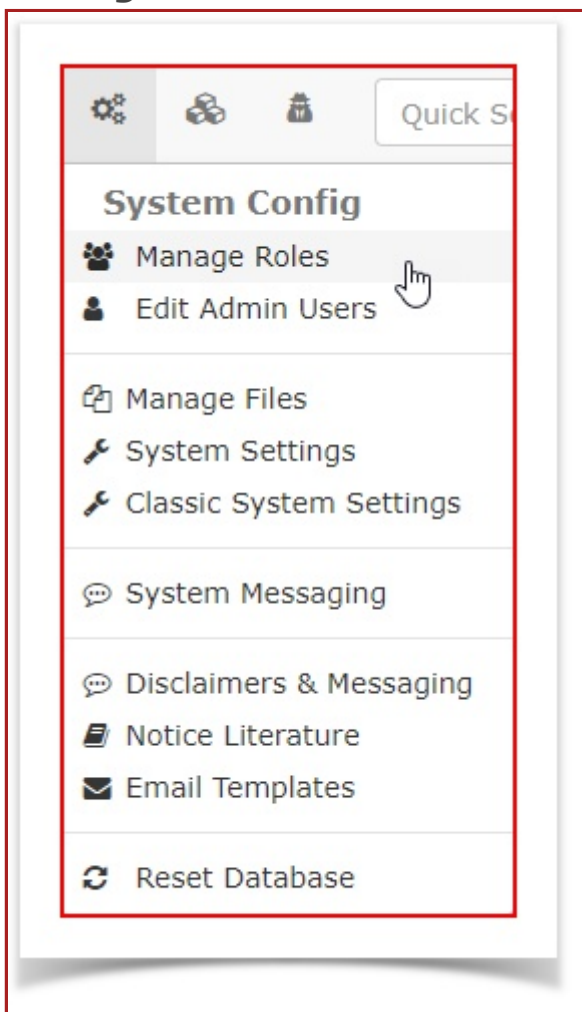 Quick S
System Config
Manage Roles
Edit Admin Users
Manage Files
System Settings
Classic System Settings
System Messaging
Disclaimers & Messaging
Notice Literature
Email Templates
Reset Database